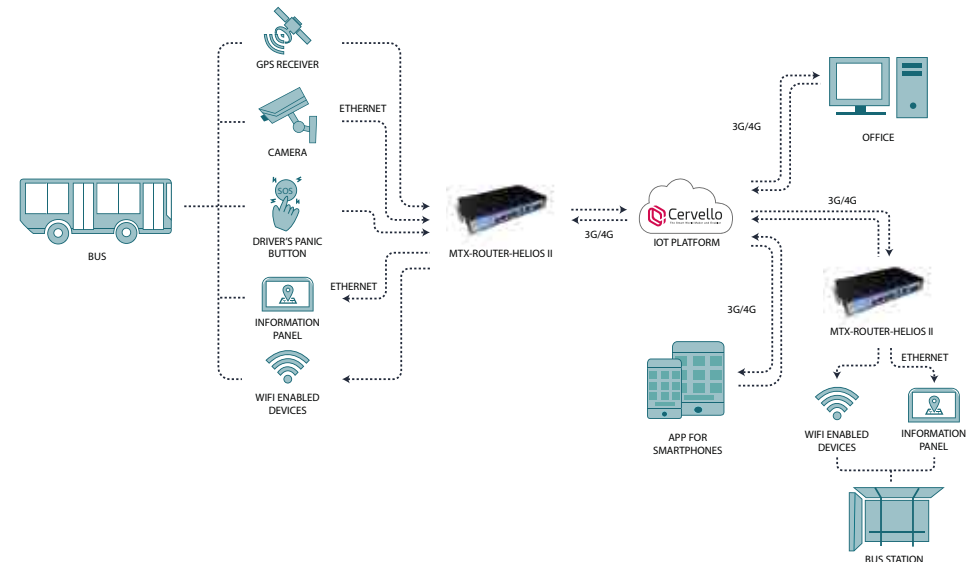 GPS RECEIVER
ETHERNET
CAMERA
SOS
DRIVER'S PANIC
BUTTON
BUS
ETHERNET
INFORMATION
PANEL
WIFI ENABLED
DEVICES
MTX-ROUTER-HELIOS II
3G/4G
Cervello
IOT PLATFORM
3G/4G
OFFICE
3G/4G
MTX-ROUTER-HELIOS II
3G/4G
APP FOR
SMARTPHONES
ETHERNET
WIFI ENABLED
DEVICES
INFORMATION
PANEL
BUS STATION